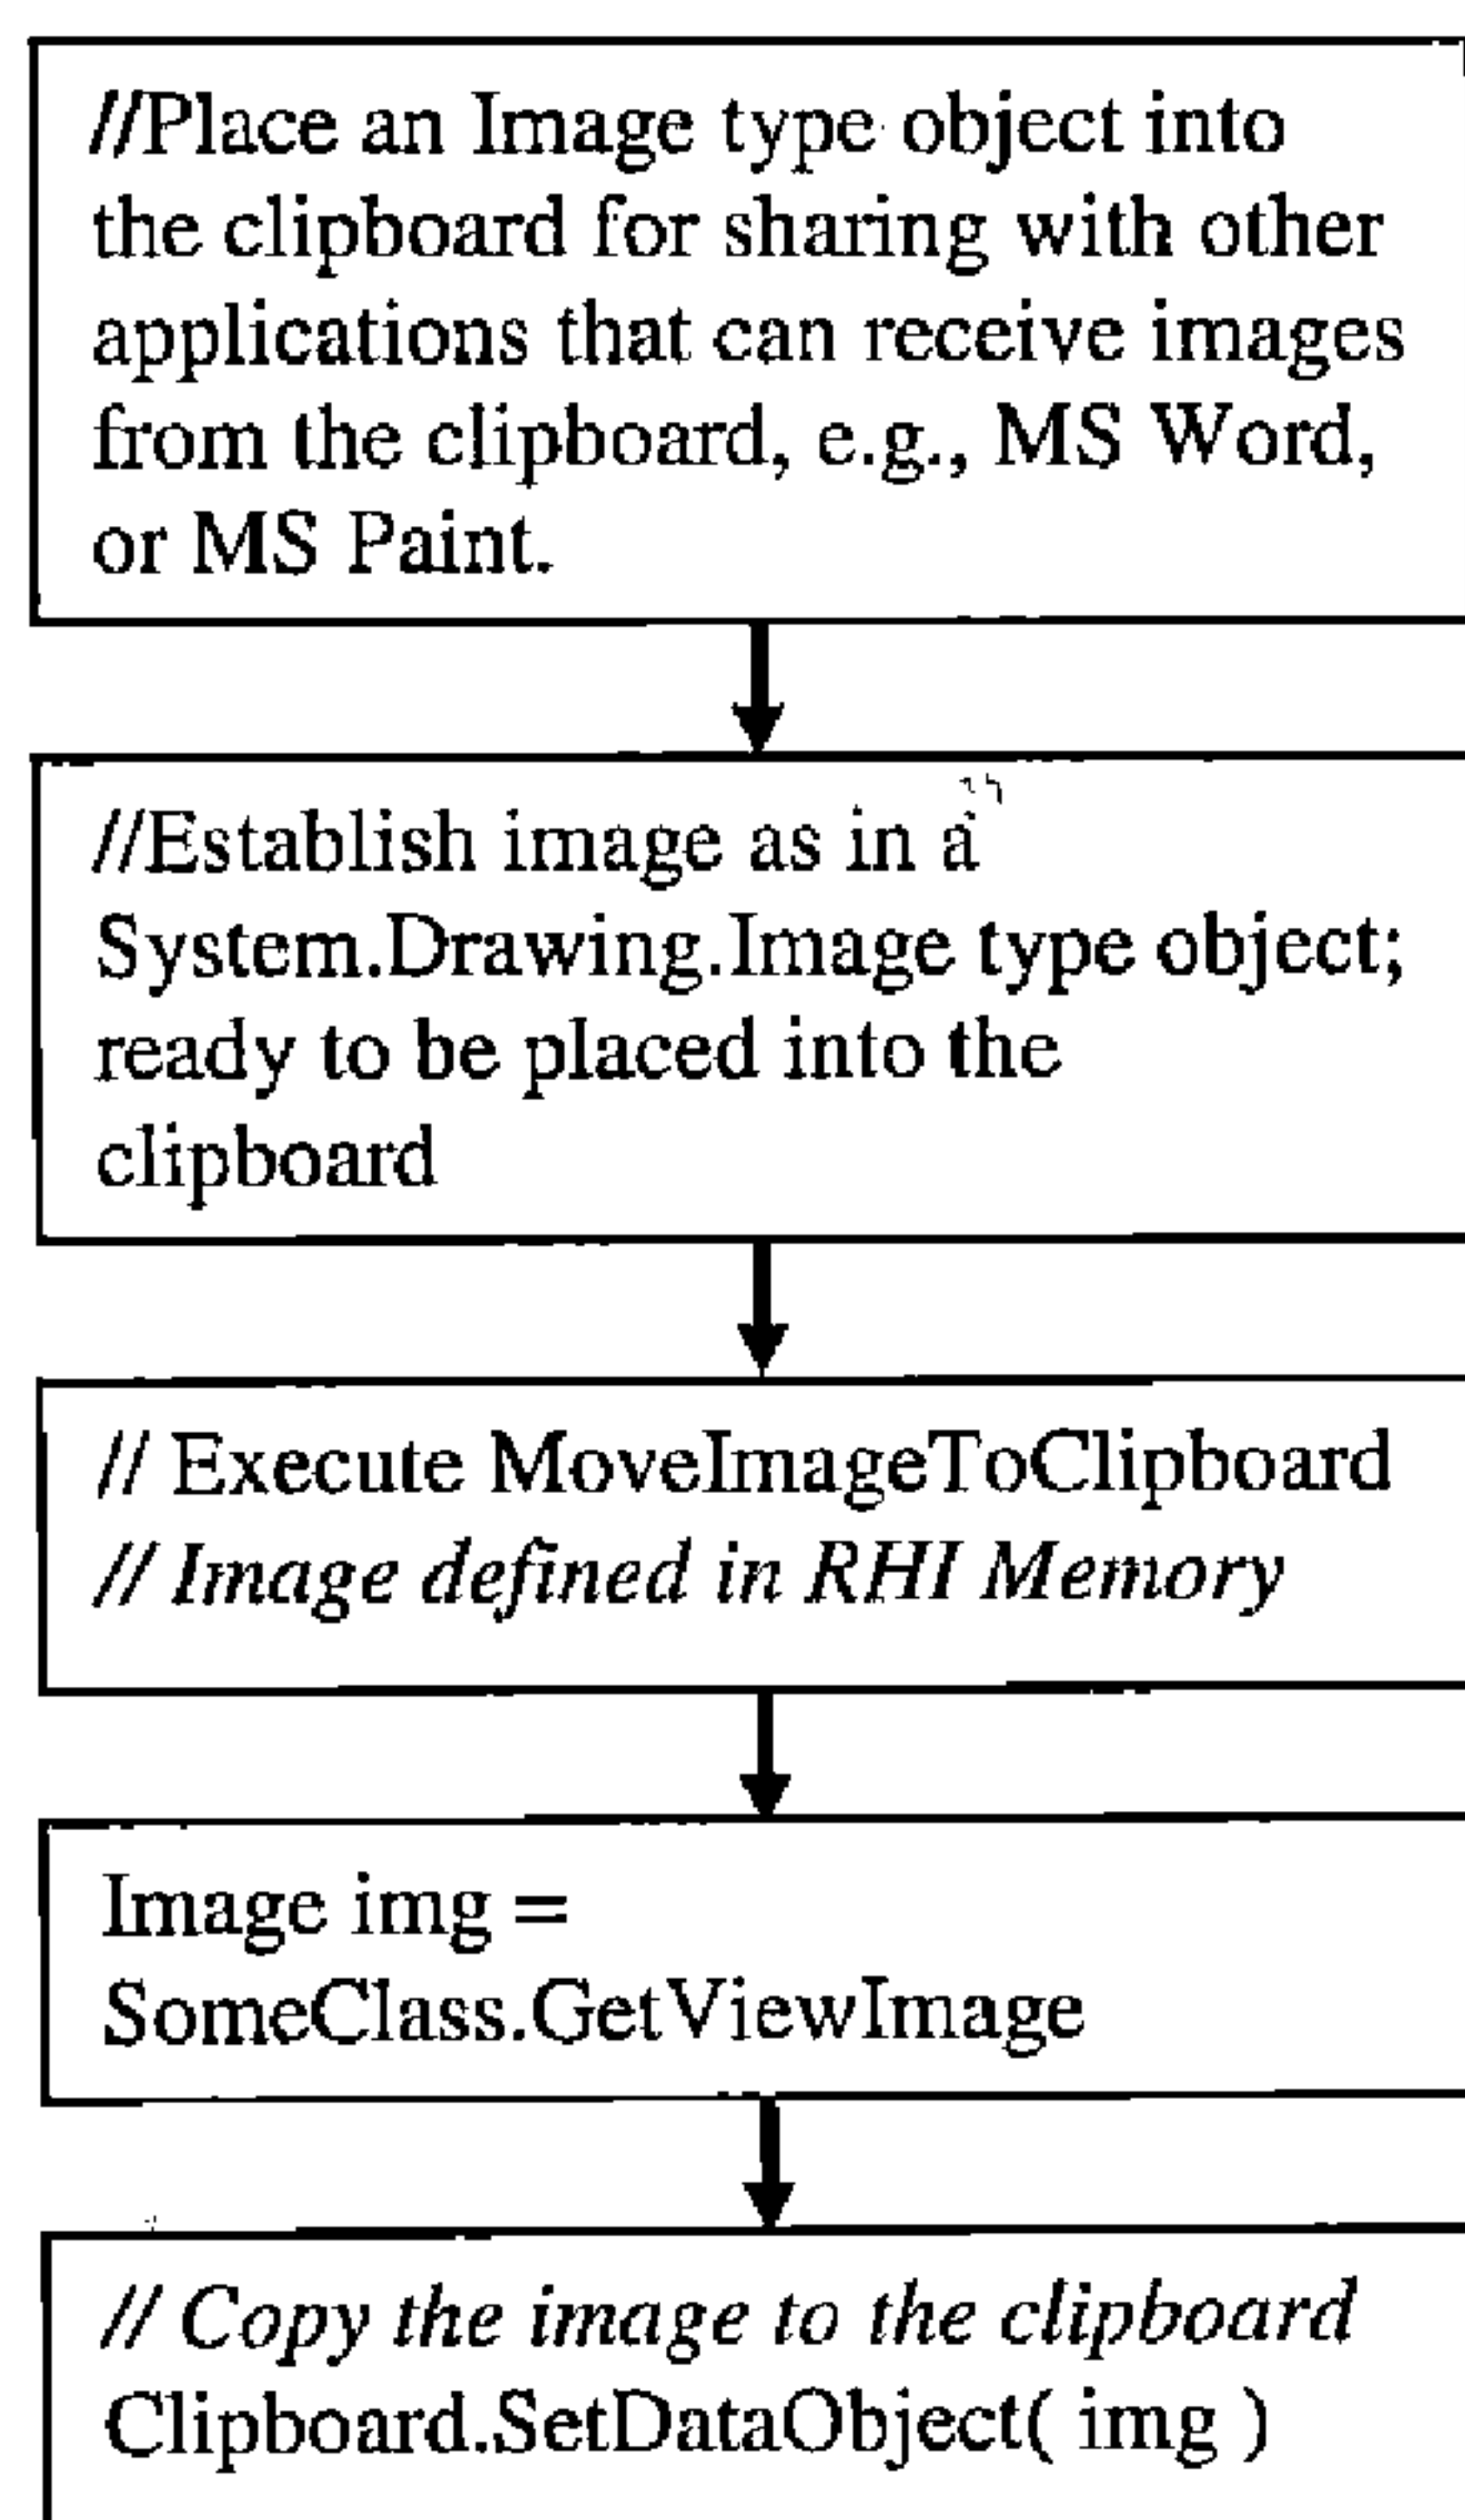 //Place an Image type object into
the clipboard for sharing with other
applications that can receive images
from the clipboard, e.g., MS Word,
or MS Paint.
//Establish image as in a
System.Drawing.Image type object;
ready to be placed into the
clipboard
// Execute MoveImageToClipboard
// Image defined in RHI Memory
Image img =
SomeClass.GetViewImage
// Copy the image to the clipboard
Clipboard.SetDataObject( img )